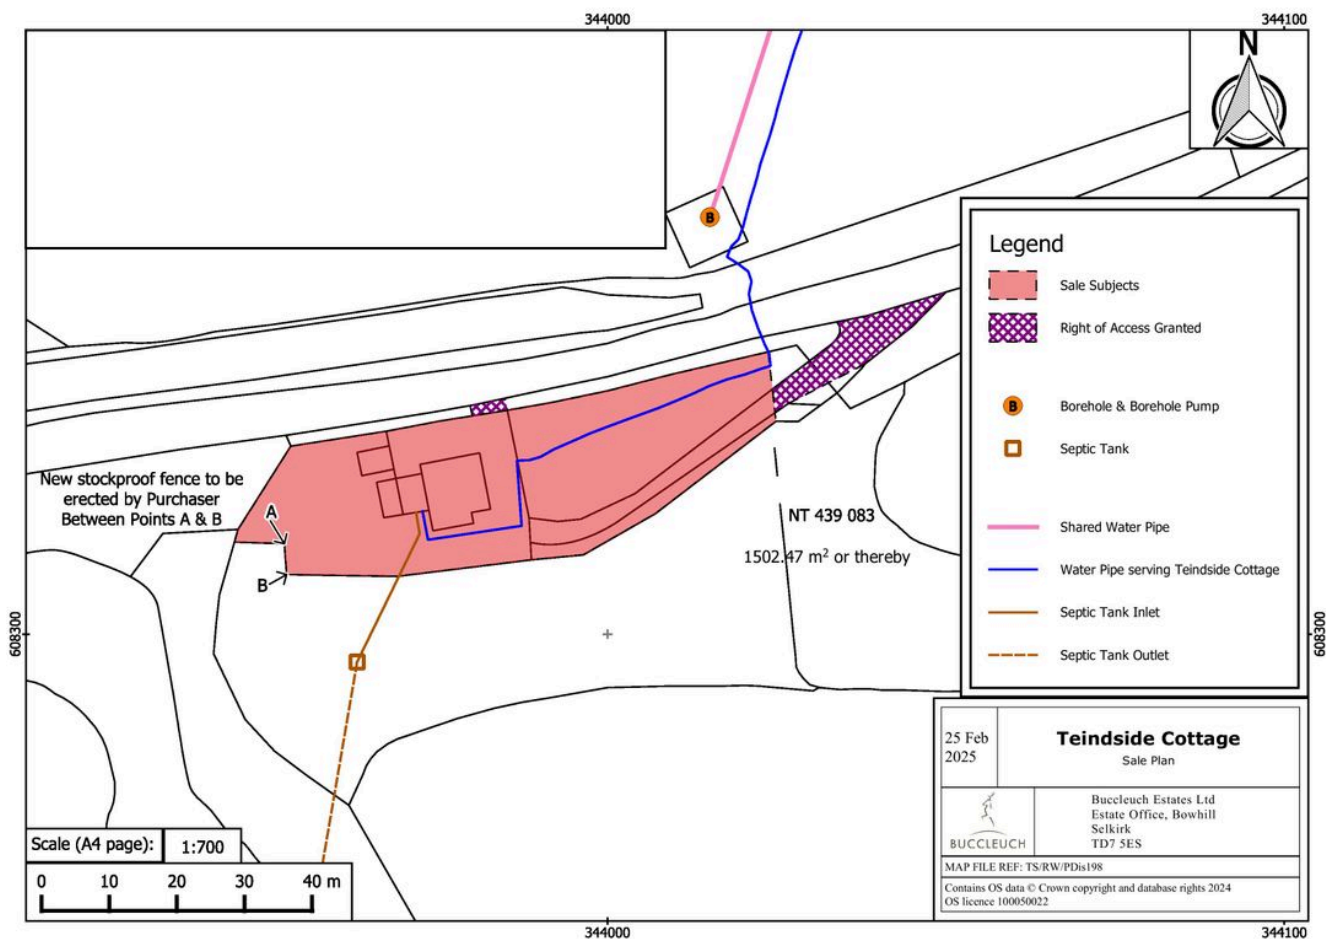 344000
344100
N
B
Legend
Sale Subjects
Right of Access Granted
Borehole & Borehole Pump
Septic Tank
Shared Water Pipe
Water Pipe serving Teindside Cottage
Septic Tank Inlet
Septic Tank Outlet
B
New stockproof fence to be
erected by Purchaser
Between Points A & B
A
B
NT 439 083
1502.47 m² or thereby
608300
608300
25 Feb
2025
Teindside Cottage
Sale Plan
BUCCLEUCH
Buccleuch Estates Ltd
Estate Office, Bowhill
Selkirk
TD7 5ES
MAP FILE REF: TS/RW/PDis198
Contains OS data © Crown copyright and database rights 2024
OS licence 100050022
Scale (A4 page):
1:700
0 10 20 30 40 m
344000
344100